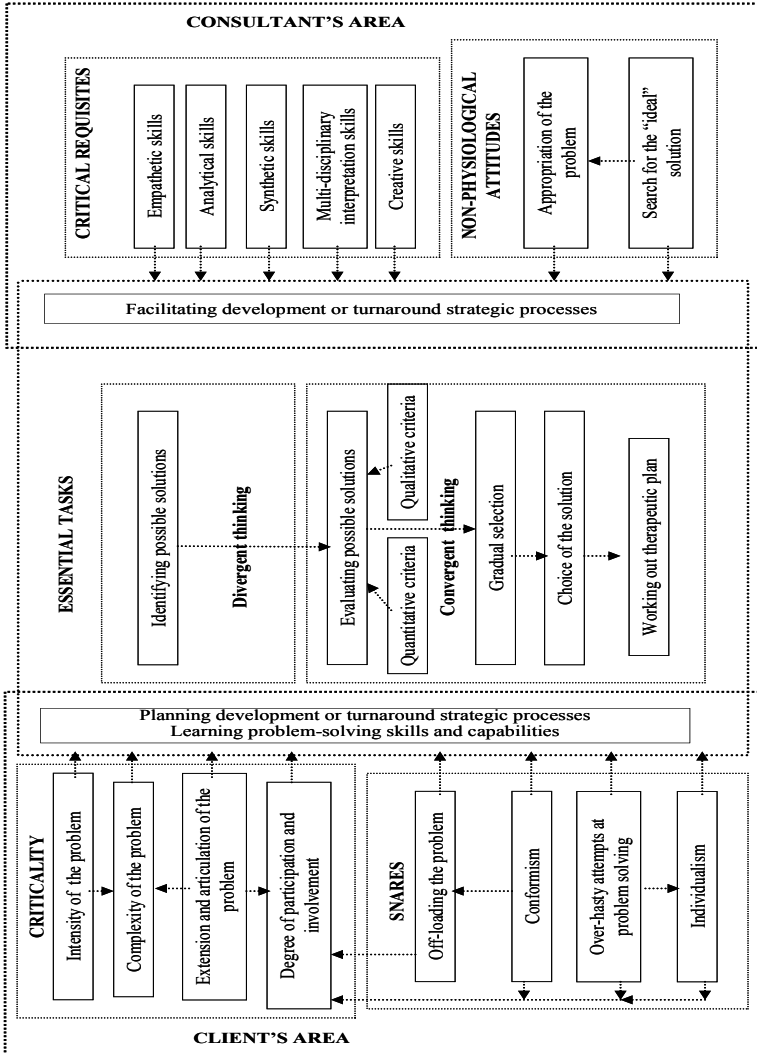 CONSULTANT'S AREA
CRITICAL REQUISITES
Empathetic skills
Analytical skills
Synthetic skills
Multi-disciplinary
interpretation skills
Creative skills
NON-PHYSIOLOGICAL
ATTITUDES
Appropriation of the
problem
Search for the “ideal”
solution
Facilitating development or turnaround strategic processes
ESSENTIAL TASKS
Identifying possible solutions
Divergent thinking
Evaluating possible solutions
Quantitative criteria
Qualitative criteria
Convergent thinking
Gradual selection
Choice of the solution
Working out therapeutic plan
Planning development or turnaround strategic processes
Learning problem-solving skills and capabilities
CRITICALITY
Intensity of the problem
Complexity of the problem
Extension and articulation of the
problem
Degree of participation and
involvement
SNARES
Off-loading the problem
Conformism
Over-hasty attempts at
problem solving
Individualism
CLIENT'S AREA